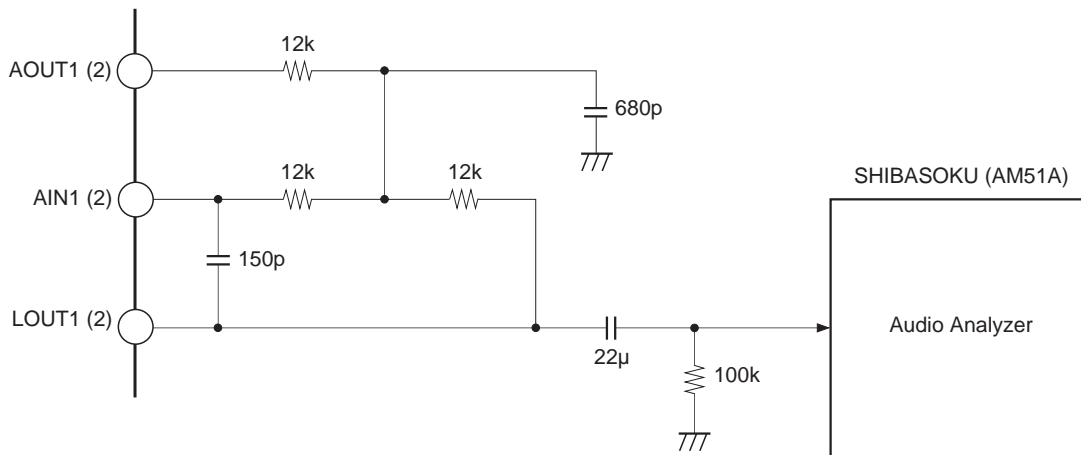 12k
AOUT1 (2)
680p
12k
12k
AIN1 (2)
SHIBASOKU (AM51A)
150p
LOUT1 (2)
Audio Analyzer
22µ
100k